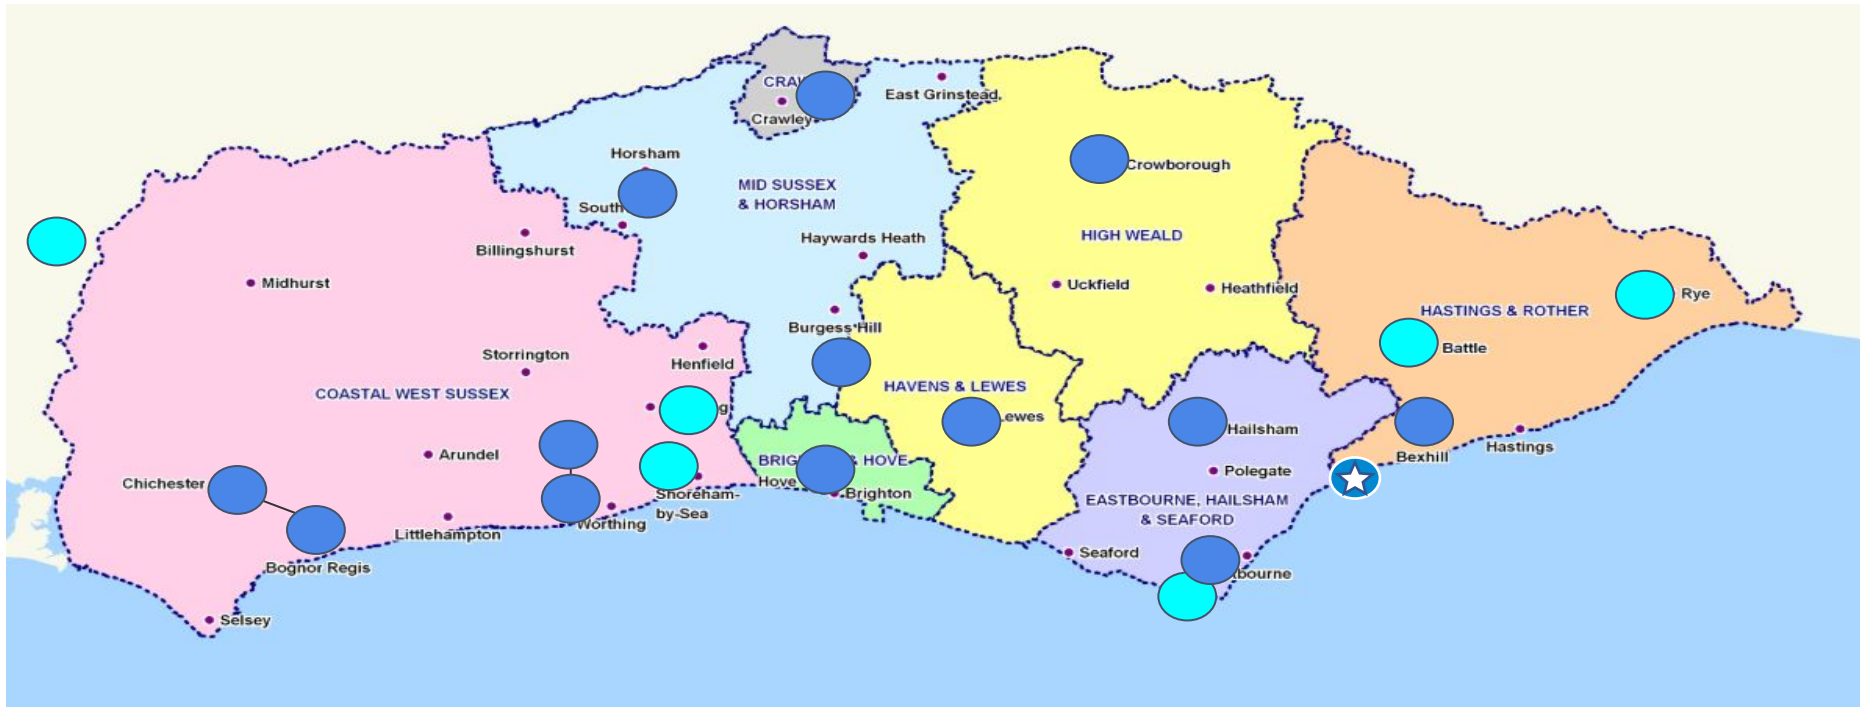 Crawley
East Grinstead
Horsham
Crowborough
MID SUSSEX
& HORSHAM
Billingshurst
Haywards Heath
HIGH WEALD
Midhurst
Uckfield
Heathfield
Rye
HASTINGS & ROTHER
Burgess Hill
Battle
Storrington
Henfield
HAVENS & LEWES
COASTAL WEST SUSSEX
Hailsham
Hastings
Arundel
Bexhill
Hove
Polegate
Chichester
Brighton
EASTBOURNE, HAILSHAM
& SEAFORD
Shoreham-
by-Sea
Worthing
Littlehampton
Seaford
Bognor Regis
Selsey